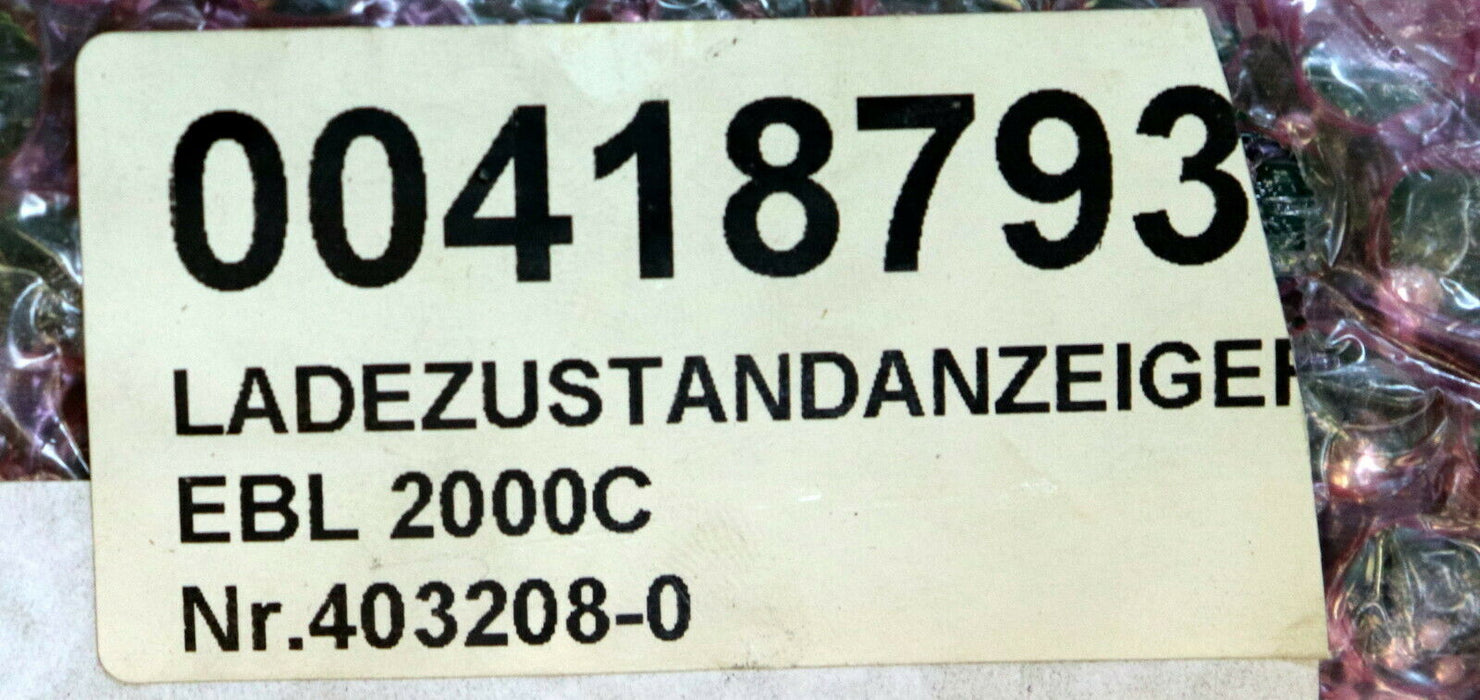 00418793
LADEZUSTANDANZEIGER
EBL 2000C
Nr.403208-0